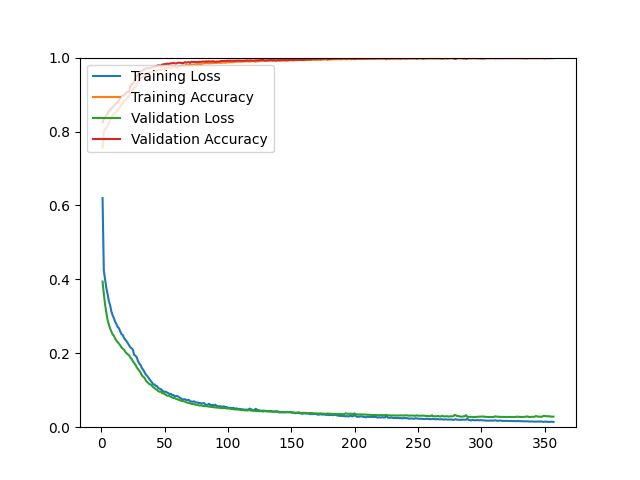 1.0
0.8
0.6
0.4
0.2
0.0
Training Loss
Training Accuracy
Validation Loss
Validation Accuracy
0 50 100 150 200 250 300 350